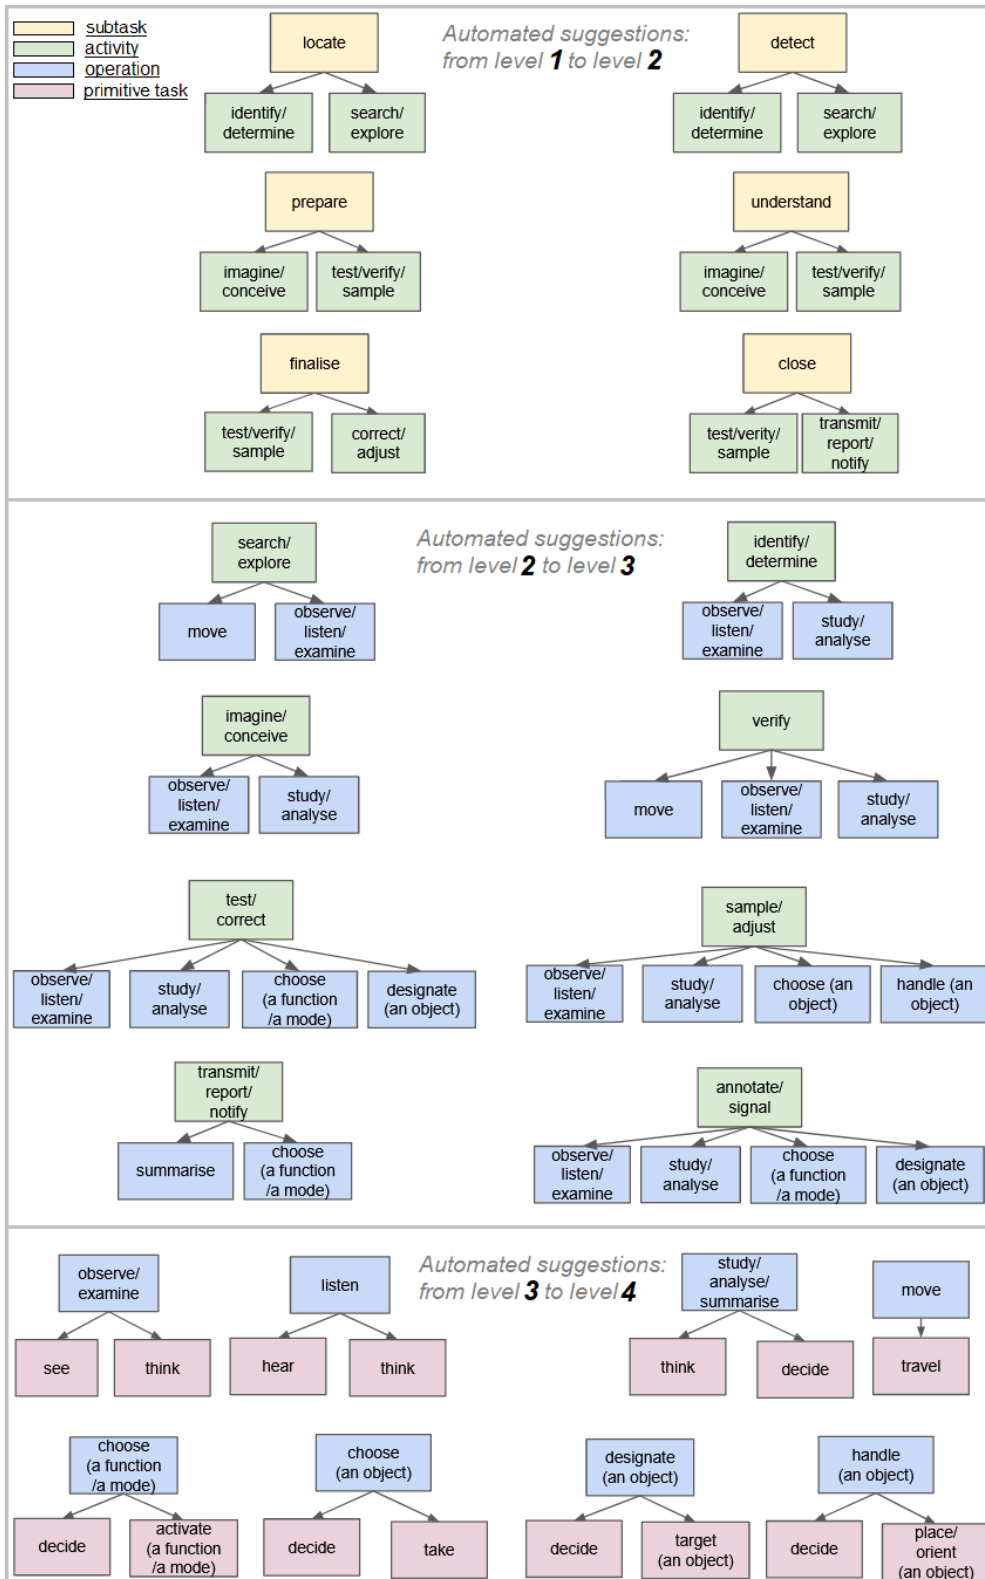 subtask
activity
operation
primitive task
Automated suggestions:
from level 1 to level 2
locate
identify/
determine
search/
explore
detect
identify/
determine
search/
explore
prepare
imagine/
conceive
test/verify/
sample
understand
imagine/
conceive
test/verify/
sample
finalise
test/verify/
sample
correct/
adjust
close
test/verity/
sample
transmit/
report/
notify
Automated suggestions:
from level 2 to level 3
search/
explore
move
observe/
listen/
examine
identify/
determine
observe/
listen/
examine
study/
analyse
imagine/
conceive
observe/
listen/
examine
study/
analyse
verify
move
observe/
listen/
examine
study/
analyse
test/
correct
observe/
listen/
examine
study/
analyse
choose
(a function
/a mode)
designate
(an object)
sample/
adjust
observe/
listen/
examine
study/
analyse
choose (an
object)
handle (an
object)
transmit/
report/
notify
summarise
choose
(a function
/a mode)
annotate/
signal
observe/
listen/
examine
study/
analyse
choose
(a function
/a mode)
designate
(an object)
Automated suggestions:
from level 3 to level 4
observe/
examine
see
think
listen
hear
think
study/
analyse/
summarise
think
decide
move
travel
choose
(a function
/a mode)
decide
activate
(a function
/a mode)
choose
(an object)
decide
take
designate
(an object)
decide
target
(an object)
handle
(an object)
decide
place/
orient
(an object)